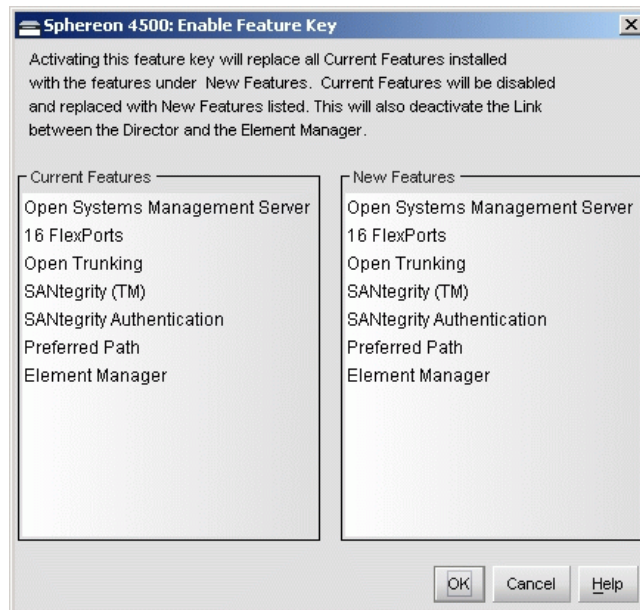 Sphereon 4500: Enable Feature Key
Activating this feature key will replace all Current Features installed
with the features under New Features. Current Features will be disabled
and replaced with New Features listed. This will also deactivate the Link
between the Director and the Element Manager.
Current Features
Open Systems Management Server
16 FlexPorts
Open Trunking
SANtegrity (TM)
SANtegrity Authentication
Preferred Path
Element Manager
New Features
Open Systems Management Server
16 FlexPorts
Open Trunking
SANtegrity (TM)
SANtegrity Authentication
Preferred Path
Element Manager
OK
Cancel
Help